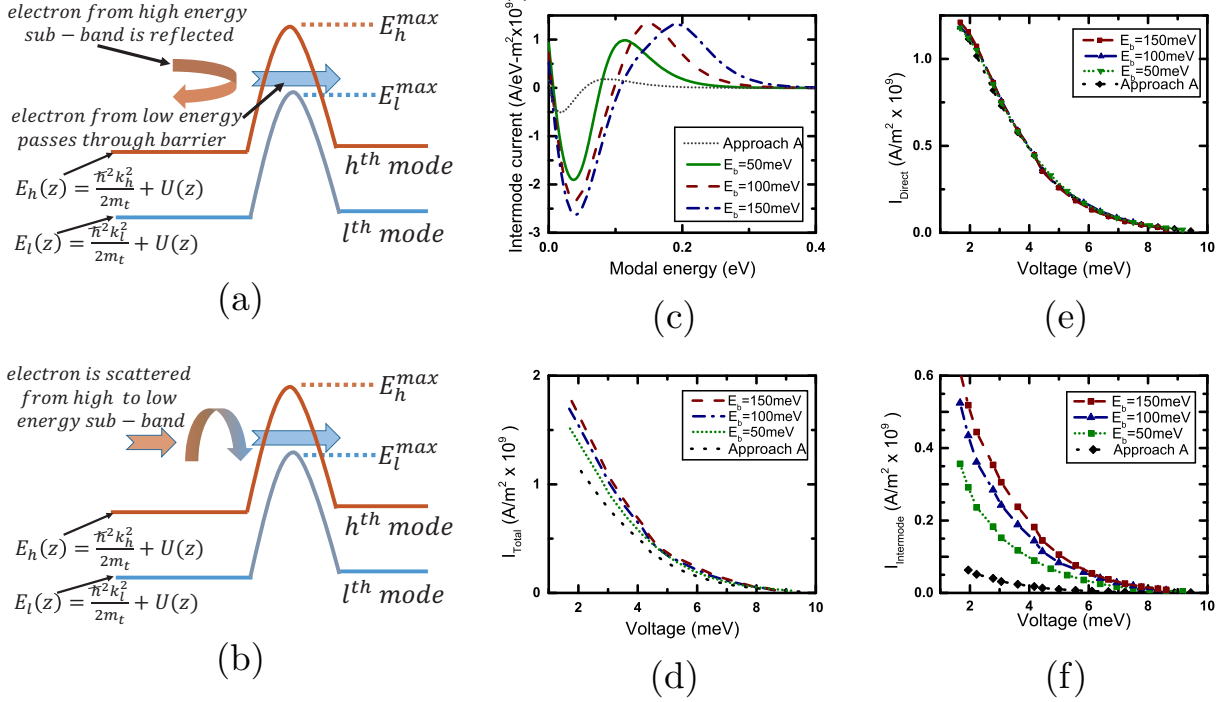 electron from high energy
sub − band is reflected
E_h^max
E_l^max
electron from low energy
passes through barrier
h^th mode
E_h(z) = ħ²k_h²/2m_t + U(z)
l^th mode
E_l(z) = ħ²k_l²/2m_t + U(z)
(a)
electron is scattered
from high to low
energy sub − band
E_h^max
E_l^max
h^th mode
E_h(z) = ħ²k_h²/2m_t + U(z)
l^th mode
E_l(z) = ħ²k_l²/2m_t + U(z)
(b)
Intermode current (A/eV-m²x10⁹
1
0
-1
-2
-3
Approach A
E_b=50meV
E_b=100meV
E_b=150meV
0.0 0.2 0.4
Modal energy (eV)
(c)
I_Total (A/m² x 10⁹)
2
1
0
E_b=150meV
E_b=100meV
E_b=50meV
Approach A
2 4 6 8 10
Voltage (meV)
(d)
I_Direct (A/m² x 10⁹)
1.0
0.5
0.0
E_b=150meV
E_b=100meV
E_b=50meV
Approach A
2 4 6 8 10
Voltage (meV)
(e)
I_Intermode (A/m² x 10⁹)
0.6
0.4
0.2
0.0
E_b=150meV
E_b=100meV
E_b=50meV
Approach A
2 4 6 8 10
Voltage (meV)
(f)